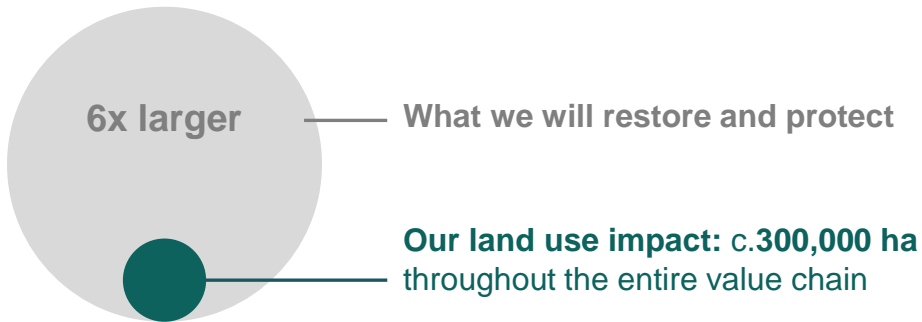 6x larger
What we will restore and protect
Our land use impact: c.300,000 ha
throughout the entire value chain